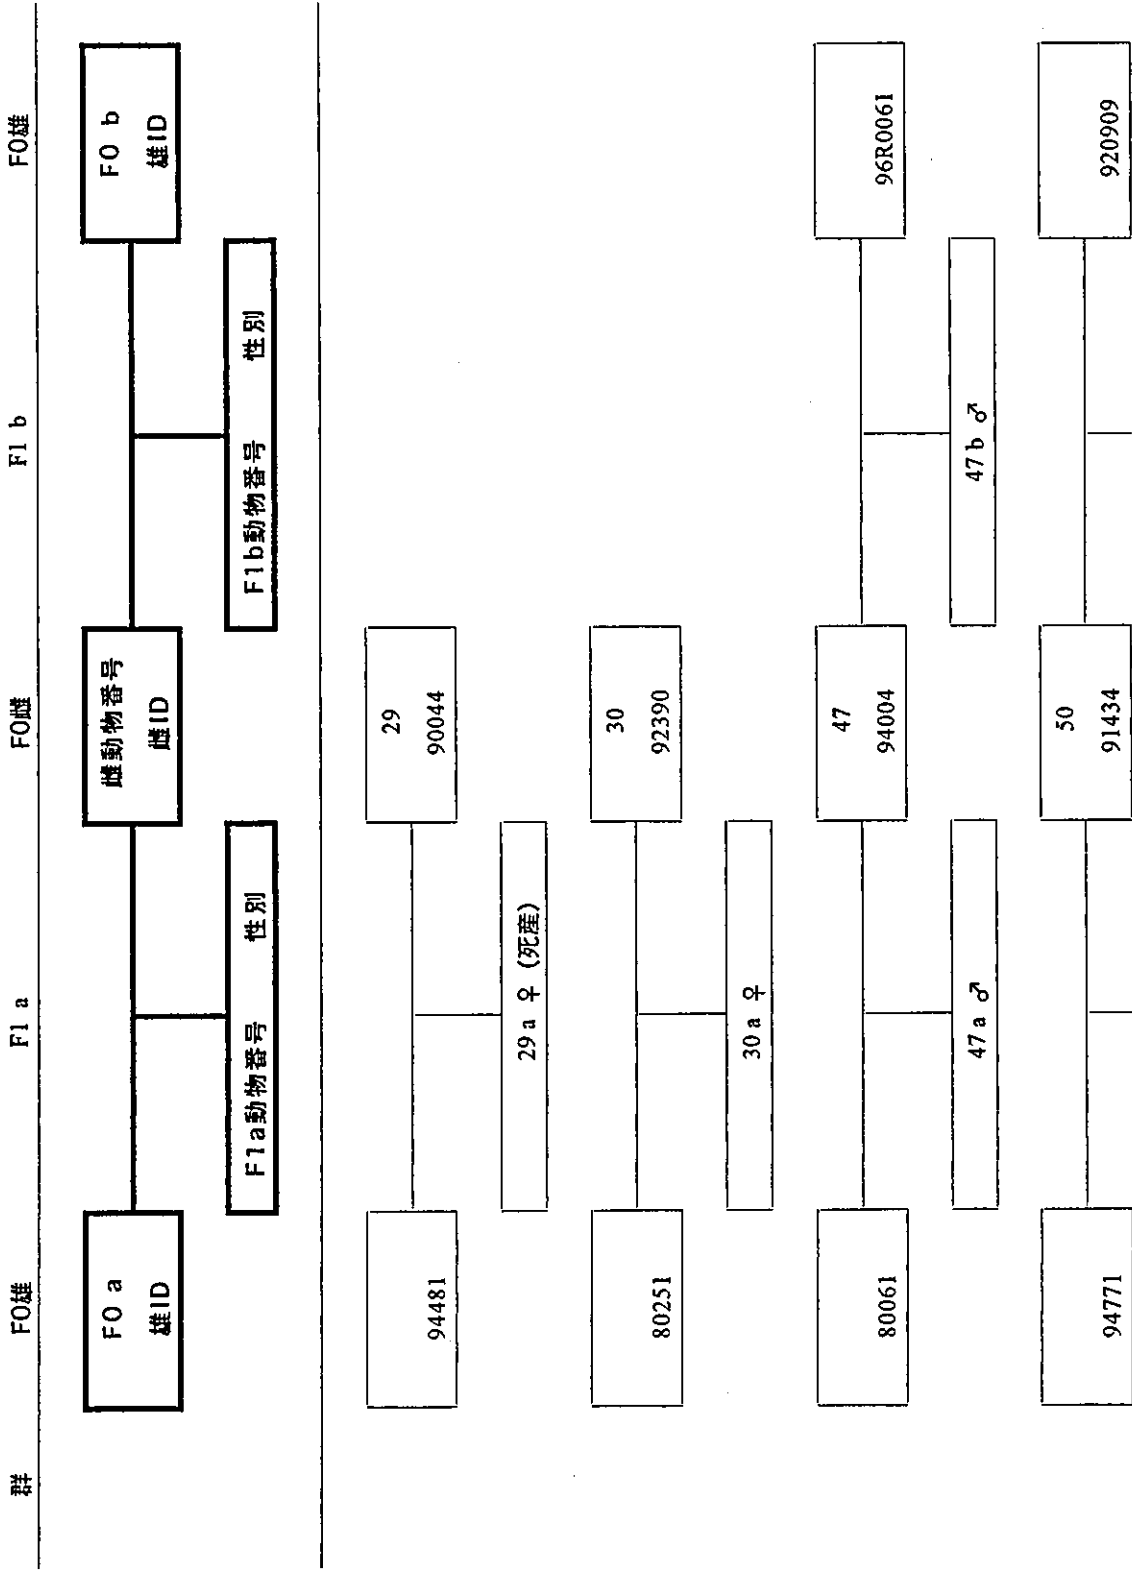 群 F0雄 F1 a F0雌 F1 b F0雄
F0 a 雌動物番号 F0 b
雄ID 雌ID 雄ID
F1a動物番号 性別 F1b動物番号 性別
29
94481 90044
29 a ♀ (死産)
30
80251 92390
30 a ♀
47
80061 94004 96R0061
47 a ♂ 47 b ♂
50
94771 91434 920909